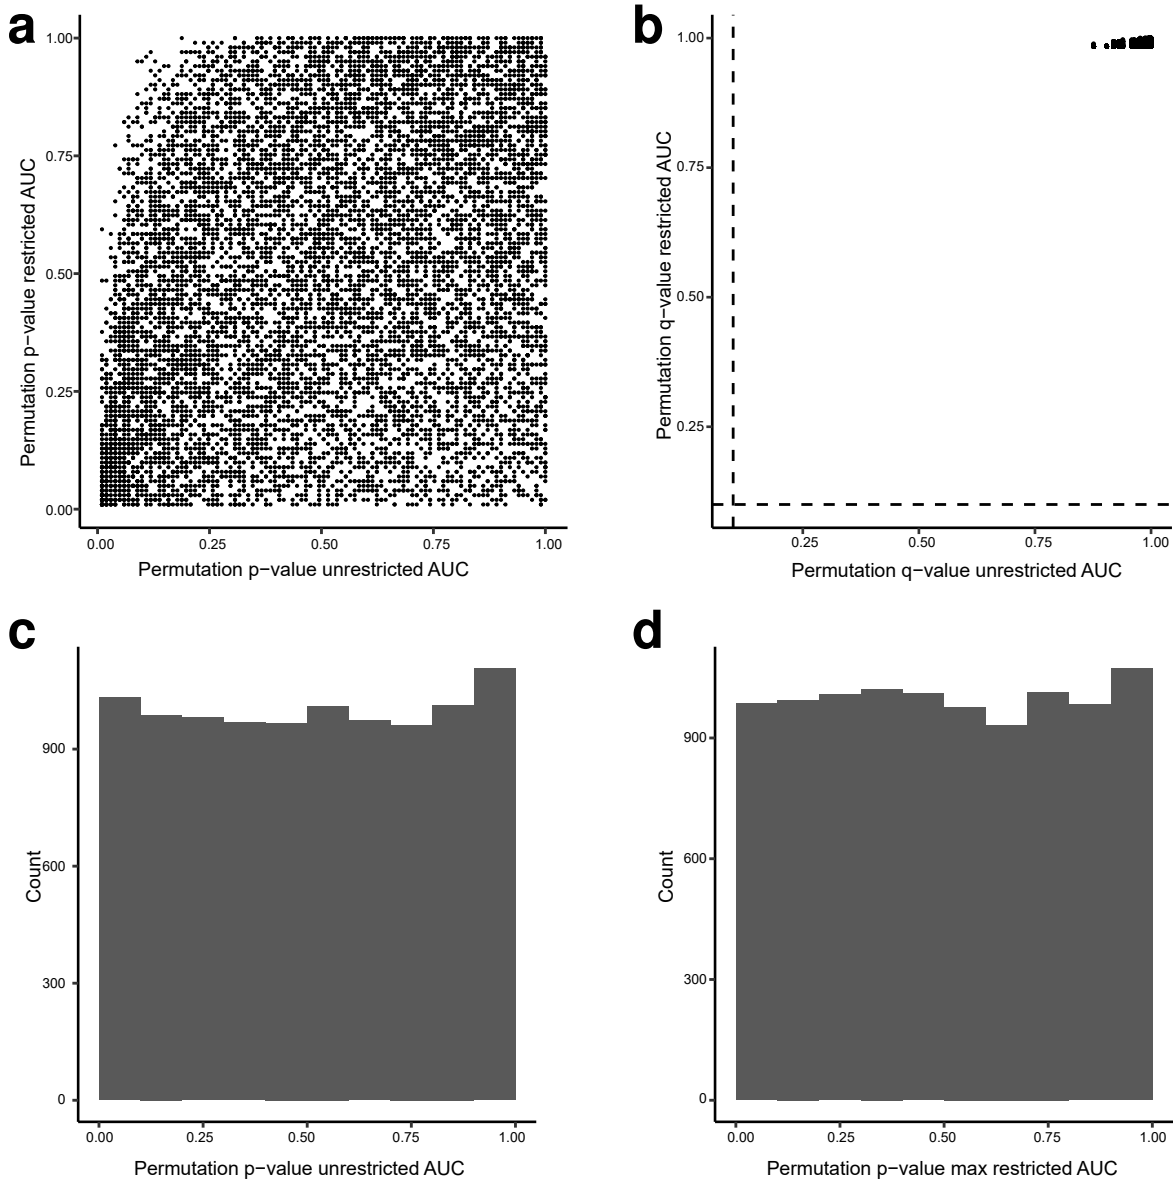 a
1.00
0.75
0.50
0.25
0.00
Permutation p−value restricted AUC
0.00 0.25 0.50 0.75 1.00
Permutation p−value unrestricted AUC
b
1.00
0.75
0.50
0.25
Permutation q−value restricted AUC
0.25 0.50 0.75 1.00
Permutation q−value unrestricted AUC
c
900
600
300
0
Count
0.00 0.25 0.50 0.75 1.00
Permutation p−value unrestricted AUC
d
900
600
300
0
Count
0.00 0.25 0.50 0.75 1.00
Permutation p−value max restricted AUC